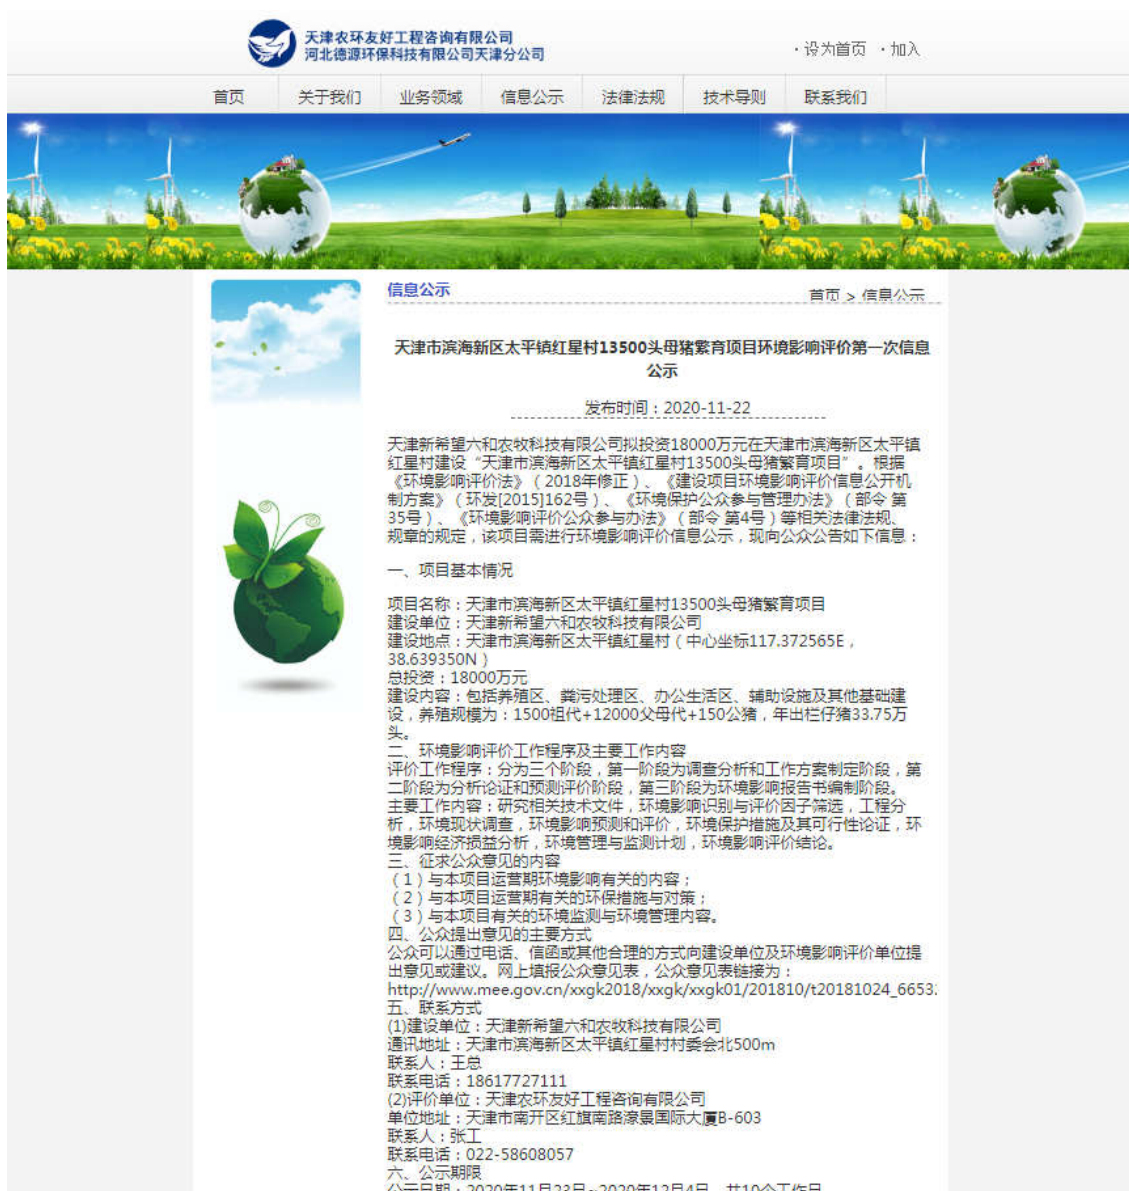 天津农环友好工程咨询有限公司
河北德源环保科技有限公司天津分公司
·设为首页 ·加入
首页 关于我们 业务领域 信息公示 法律法规 技术导则 联系我们
信息公示
首页 > 信息公示
天津市滨海新区太平镇红星村13500头母猪繁育项目环境影响评价第一次信息
公示
发布时间：2020-11-22
天津新希望六和农牧科技有限公司拟投资18000万元在天津市滨海新区太平镇
红星村建设“天津市滨海新区太平镇红星村13500头母猪繁育项目”。根据
《环境影响评价法》（2018年修正）、《建设项目环境影响评价信息公开机
制方案》（环发[2015]162号）、《环境保护公众参与管理办法》（部令 第
35号）、《环境影响评价公众参与办法》（部令 第4号）等相关法律法规、
规章的规定，该项目需进行环境影响评价信息公示，现向公众公告如下信息：
一、项目基本情况
项目名称：天津市滨海新区太平镇红星村13500头母猪繁育项目
建设单位：天津新希望六和农牧科技有限公司
建设地点：天津市滨海新区太平镇红星村（中心坐标117.372565E，
38.639350N）
总投资：18000万元
建设内容：包括养殖区、粪污处理区、办公生活区、辅助设施及其他基础建
设，养殖规模为：1500祖代+12000父母代+150公猪，年出栏仔猪33.75万
头。
二、环境影响评价工作程序及主要工作内容
评价工作程序：分为三个阶段，第一阶段为调查分析和工作方案制定阶段，第
二阶段为分析论证和预测评价阶段，第三阶段为环境影响报告书编制阶段。
主要工作内容：研究相关技术文件，环境影响识别与评价因子筛选，工程分
析，环境现状调查，环境影响预测和评价，环境保护措施及其可行性论证，环
境影响经济损益分析，环境管理与监测计划，环境影响评价结论。
三、征求公众意见的内容
（1）与本项目运营期环境影响有关的内容；
（2）与本项目运营期有关的环保措施与对策；
（3）与本项目有关的环境监测与环境管理内容。
四、公众提出意见的主要方式
公众可以通过电话、信函或其他合理的方式向建设单位及环境影响评价单位提
出意见或建议。网上填报公众意见表，公众意见表链接为：
http://www.mee.gov.cn/xxgk2018/xxgk/xxgk01/201810/t20181024_6653
五、联系方式
(1)建设单位：天津新希望六和农牧科技有限公司
通讯地址：天津市滨海新区太平镇红星村村委会北500m
联系人：王总
联系电话：18617727111
(2)评价单位：天津农环友好工程咨询有限公司
单位地址：天津市南开区红旗南路濠景国际大厦B-603
联系人：张工
联系电话：022-58608057
六、公示期限
公示日期：2020年11月23日~2020年12月4日，共10个工作日